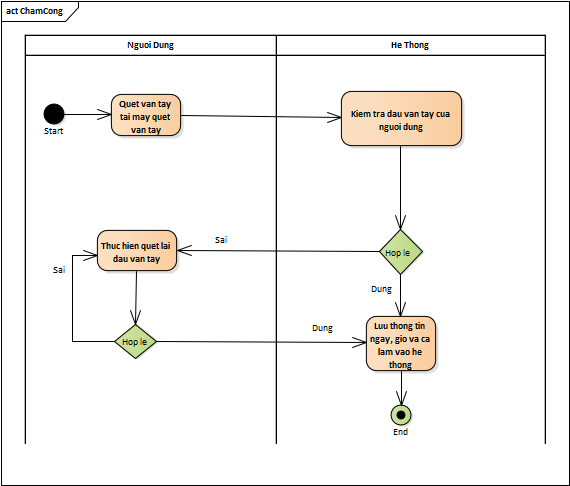 act ChamCong
Nguoi Dung
He Thong
Start
Quet van tay
tai may quet
van tay
Kiem tra dau van tay cua
nguoi dung
Thuc hien quet lai
dau van tay
Sai
Hop le
Sai
Dung
Hop le
Dung
Luu thong tin
ngay, gio va ca
lam vao he
thong
End